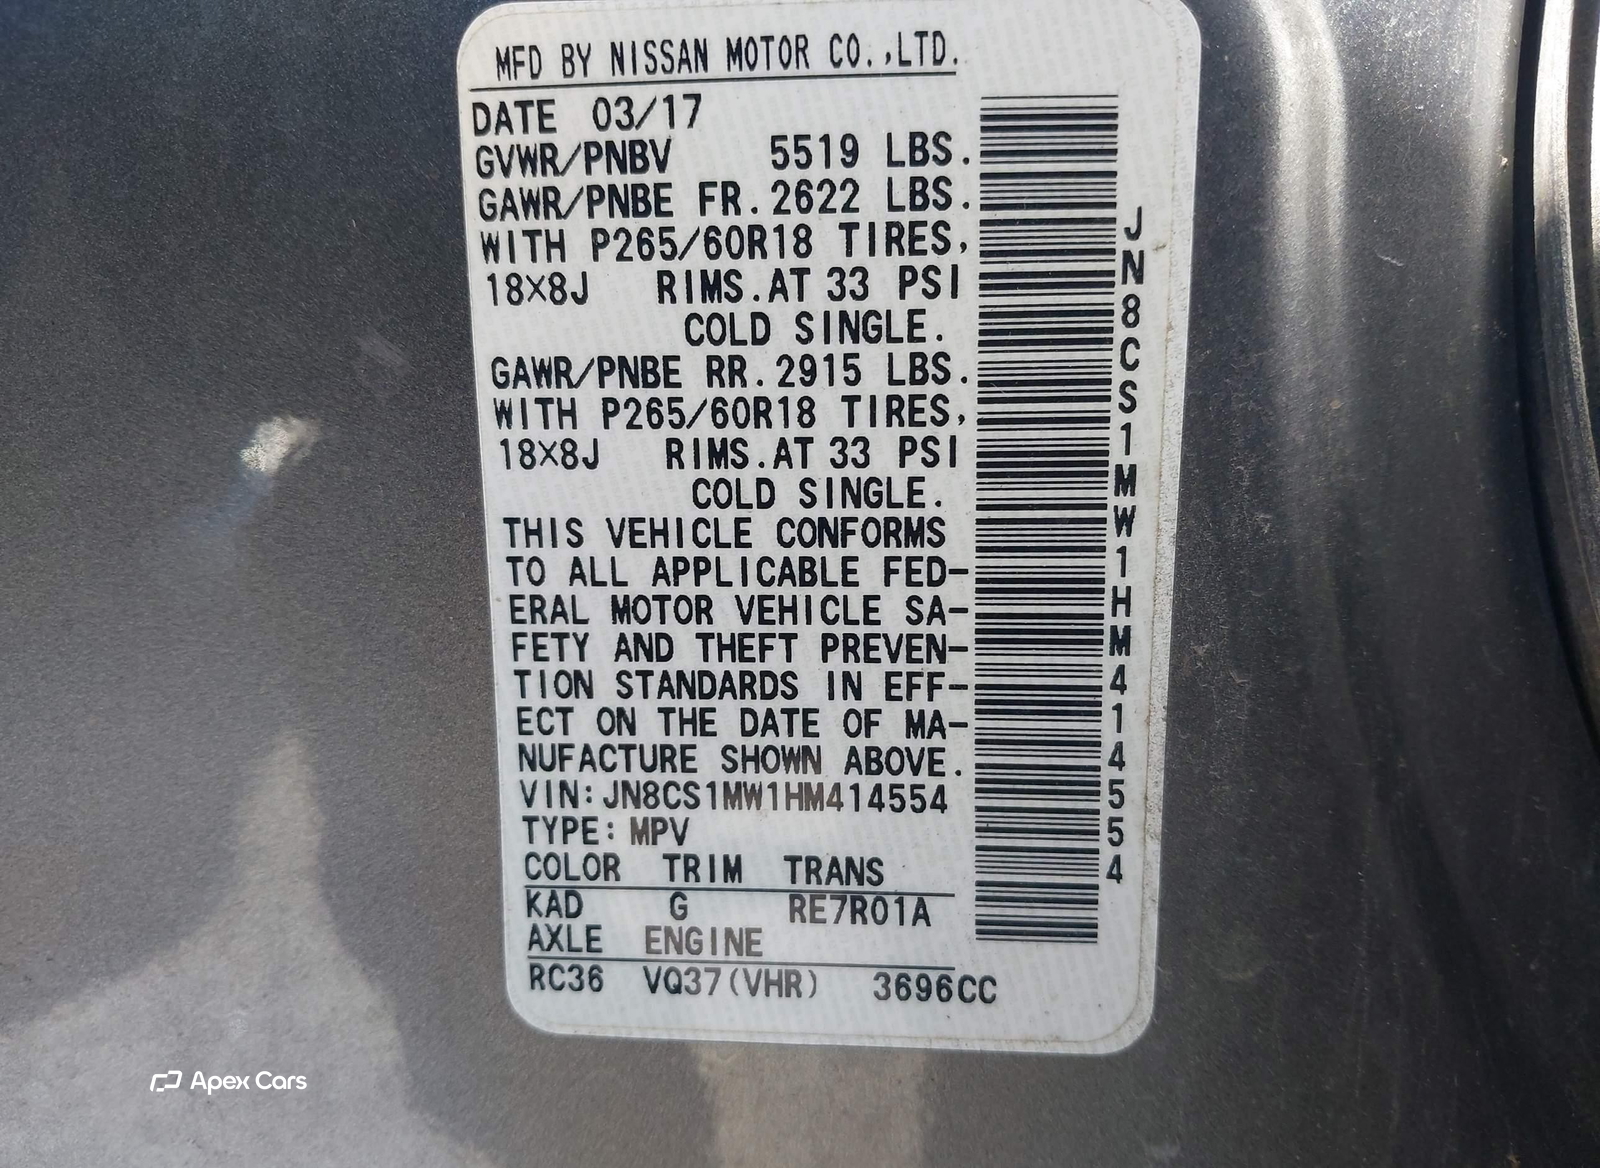 MFD BY NISSAN MOTOR CO.,LTD.
DATE 03/17
GVWR/PNBV 5519 LBS.
GAWR/PNBE FR.2622 LBS.
WITH P265/60R18 TIRES,
18X8J RIMS.AT 33 PSI
COLD SINGLE.
GAWR/PNBE RR.2915 LBS.
WITH P265/60R18 TIRES,
18X8J RIMS.AT 33 PSI
COLD SINGLE.
THIS VEHICLE CONFORMS
TO ALL APPLICABLE FED-
ERAL MOTOR VEHICLE SA-
FETY AND THEFT PREVEN-
TION STANDARDS IN EFF-
ECT ON THE DATE OF MA-
NUFACTURE SHOWN ABOVE.
VIN:JN8CS1MW1HM414554
TYPE:MPV
COLOR TRIM TRANS
KAD G RE7R01A
AXLE ENGINE
RC36 VQ37(VHR) 3696CC
JN8CS1MW1HM414554
Apex Cars